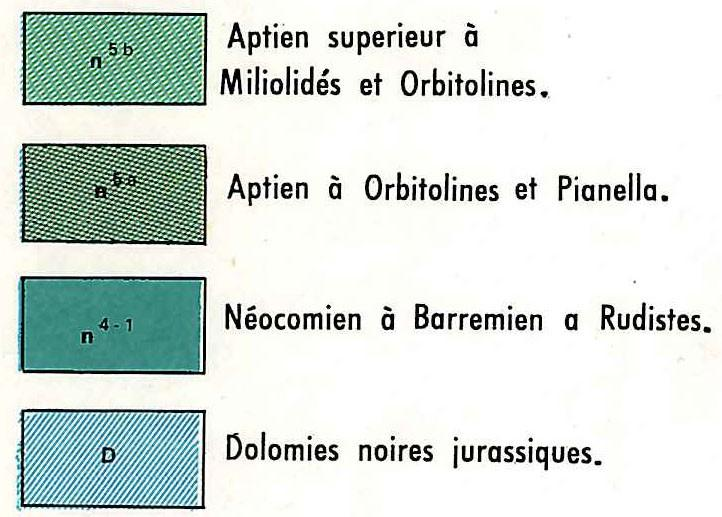 n5b
Aptien superieur à
Miliolidés et Orbitolines.
n5a
Aptien à Orbitolines et Pianella.
n4-1
Néocomien à Barremien a Rudistes.
D
Dolomies noires jurassiques.